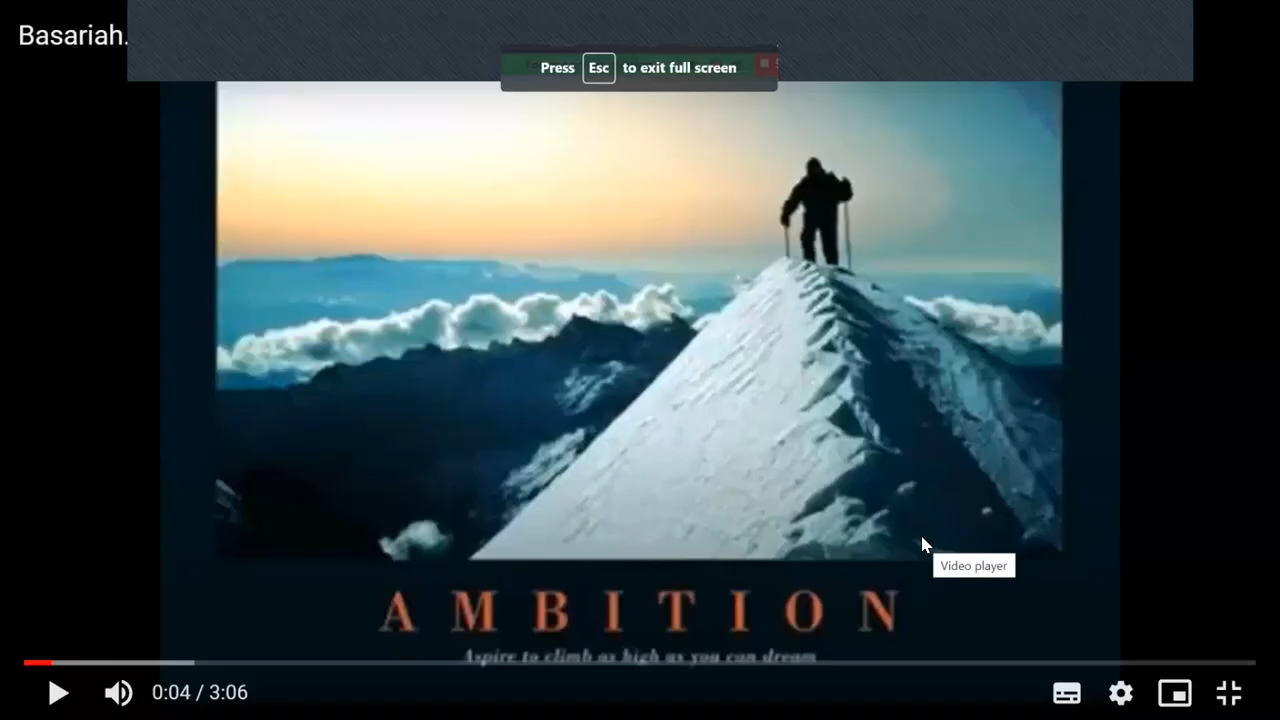 Basariah.
Press Esc to exit full screen
Video player
AMBITION
Aspire to climb as high as you can dream
0:04 / 3:06